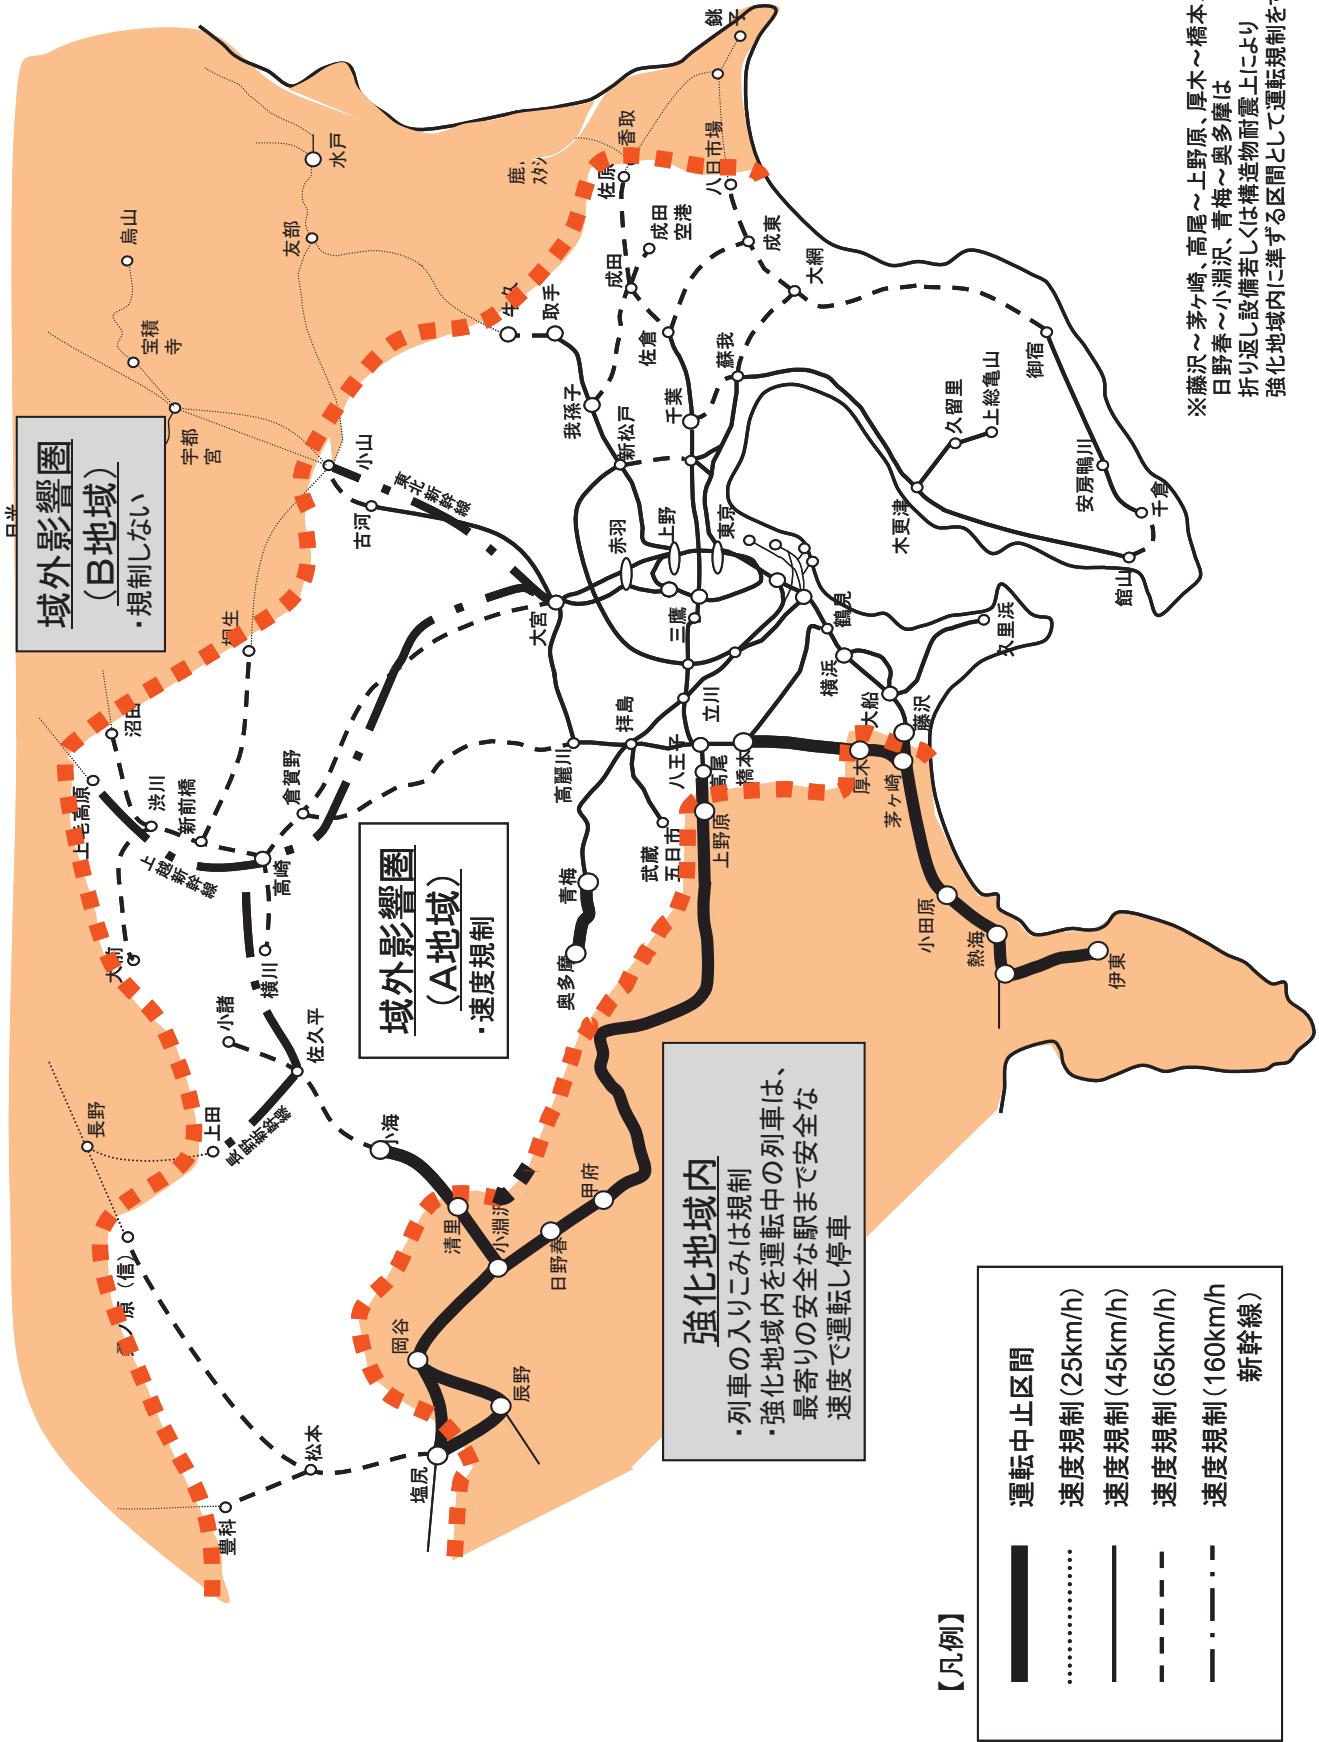 域外影響圏
（Ｂ地域）
・規制しない
域外影響圏
（Ａ地域）
・速度規制
強化地域内
・列車の入りこみは規制
・強化地域内を運転中の列車は、
最寄りの安全な駅まで安全な
速度で運転し停車
※藤沢～茅ヶ崎、高尾～上野原、厚木～橋本、
日野春～小淵沢、青梅～奥多摩は
折り返し設備若しくは構造物耐震上により
強化地域内に準ずる区間として運転規制を
【凡例】
運転中止区間
速度規制（25km/h）
速度規制（45km/h）
速度規制（65km/h）
速度規制（160km/h
新幹線）
豊科
松本
塩尻
辰野
岡谷
長野
上田
小諸
佐久平
小海
清里
小淵沢
日野春
甲府
長野新幹線
大前
横川
高崎
上越新幹線
上毛高原
沼田
渋川
新前橋
倉賀野
桐生
宇都
宮
宝積
寺
烏山
小山
古河
東北新幹線
友部
水戸
牛久
取手
我孫子
新松戸
大宮
赤羽
上野
東京
三鷹
立川
拝島
高麗川
八王子
高尾
橋本
青梅
奥多摩
武蔵
五日市
上野原
厚木
茅ヶ崎
藤沢
大船
横浜
鶴見
久里浜
小田原
熱海
伊東
鹿
スタジ
香取
佐原
銚
子
八日市場
成田
空港
成田
佐倉
成東
大網
千葉
蘇我
御宿
安房鴨川
千倉
館山
木更津
久留里
上総亀山